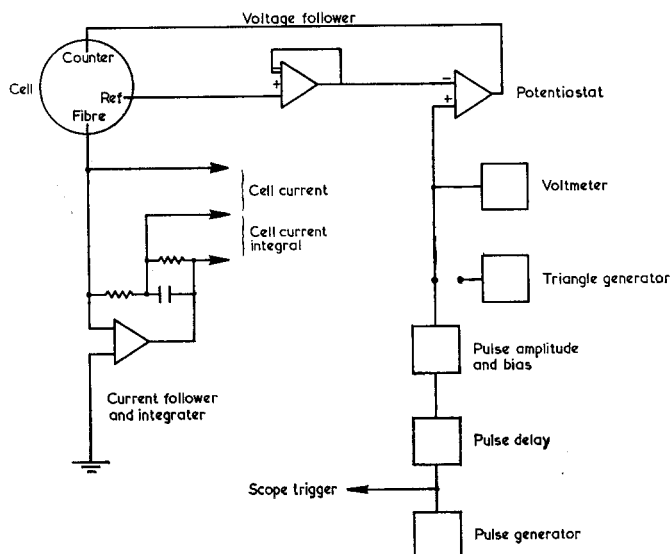 Voltage follower
Counter
Cell
Ref
Fibre
Potentiostat
Voltmeter
Cell current
Cell current
integral
Triangle generator
Pulse amplitude
and bias
Current follower
and integrater
Pulse delay
Scope trigger
Pulse generator